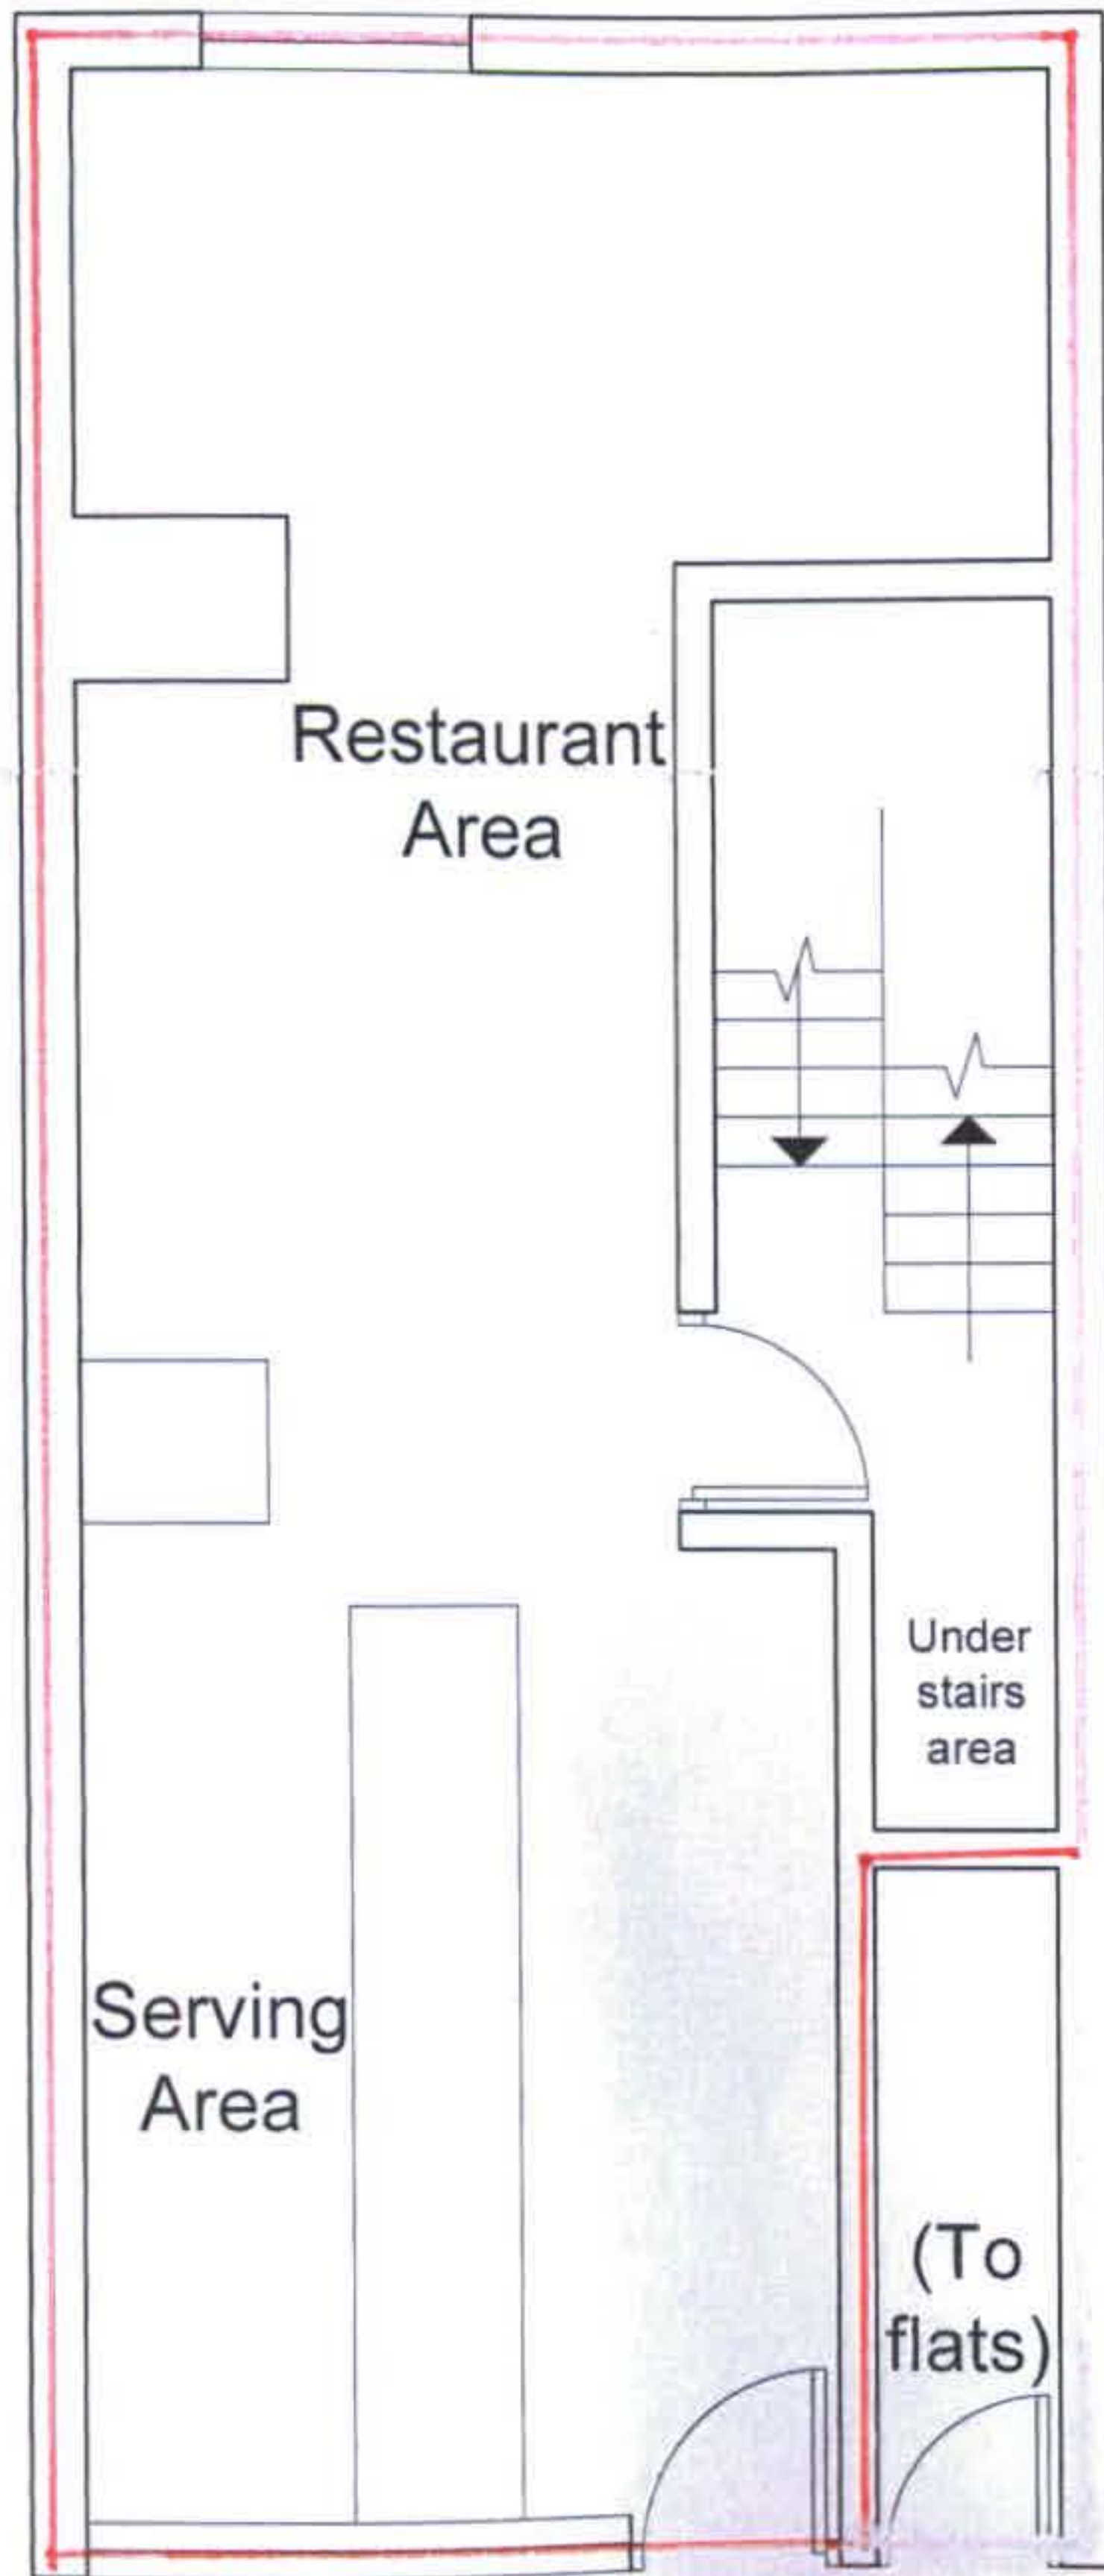 Restaurant
Area
Under
stairs
area
Serving
Area
(To
flats)